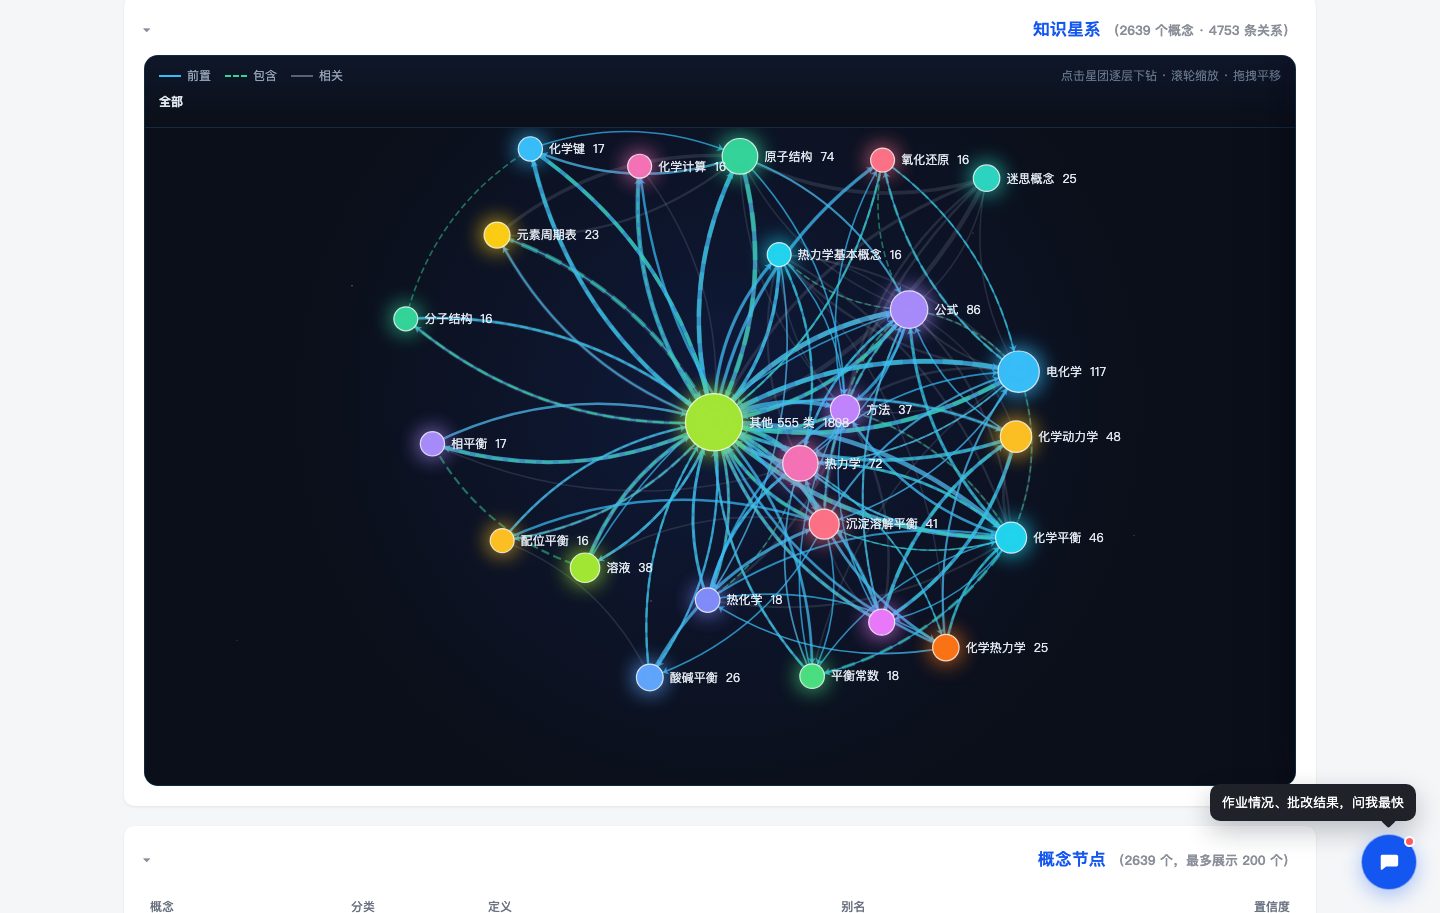 知识星系 (2639 个概念 · 4753 条关系)
前置 包含 相关 点击星团逐层下钻 · 滚轮缩放 · 拖拽平移
全部
化学键 17
化学计算 16
原子结构 74
氧化还原 16
迷思概念 25
元素周期表 23
热力学基本概念 16
公式 86
分子结构 16
电化学 117
方法 37
其他 555 类 1808
化学动力学 48
相平衡 17
热力学 72
沉淀溶解平衡 41
化学平衡 46
配位平衡 16
溶液 38
热化学 18
化学热力学 25
酸碱平衡 26
平衡常数 18
作业情况、批改结果，问我最快
概念节点 (2639 个，最多展示 200 个)
概念 分类 定义 别名 置信度